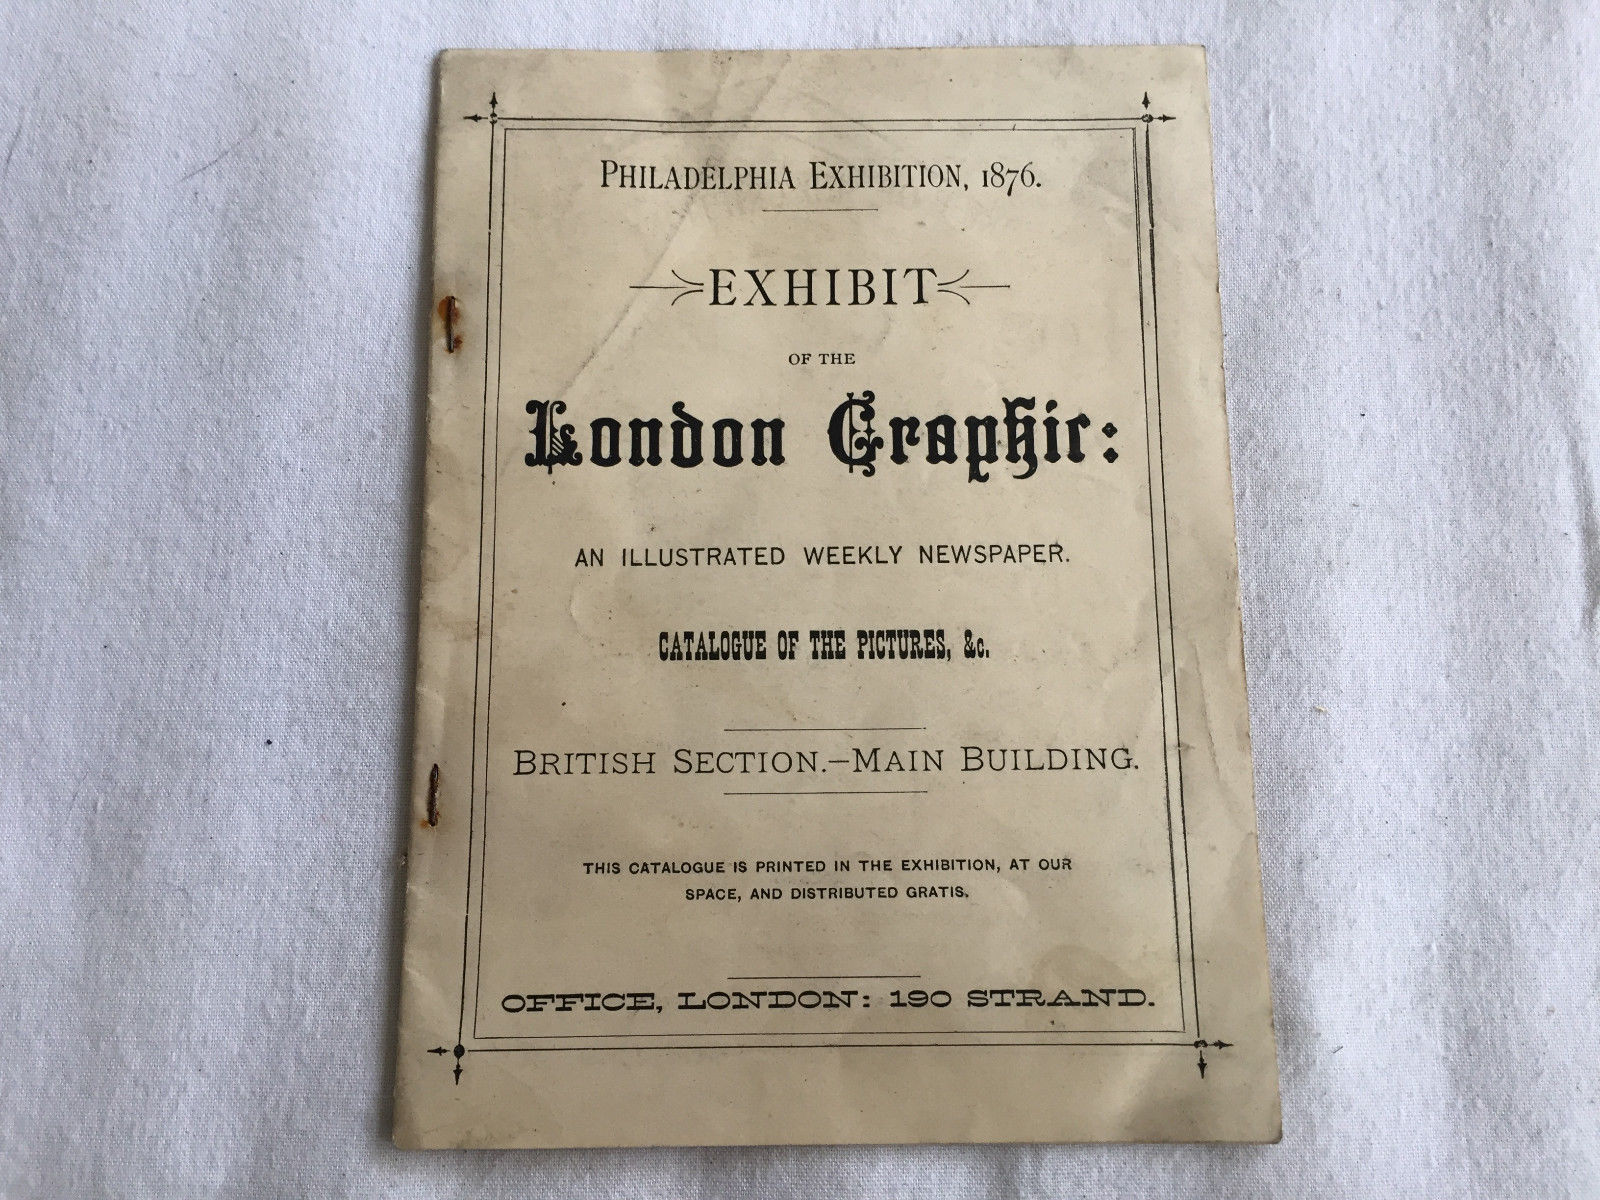 PHILADELPHIA EXHIBITION, 1876.
EXHIBIT
OF THE
London Graphic:
AN ILLUSTRATED WEEKLY NEWSPAPER.
CATALOGUE OF THE PICTURES, &c.
BRITISH SECTION.—MAIN BUILDING.
THIS CATALOGUE IS PRINTED IN THE EXHIBITION, AT OUR
SPACE, AND DISTRIBUTED GRATIS.
OFFICE, LONDON: 190 STRAND.